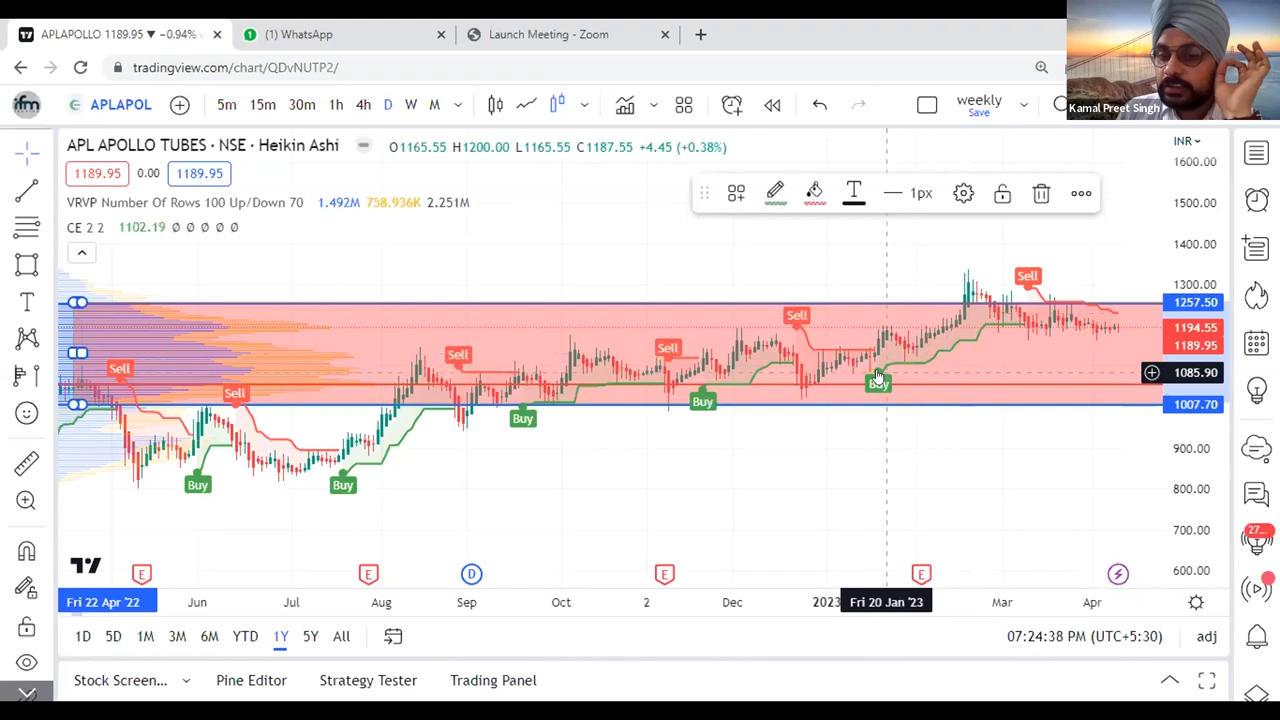 APLAPOLLO 1189.95 ▼ −0.94%
(1) WhatsApp
Launch Meeting - Zoom
tradingview.com/chart/QDvNUTP2/
Kamal Preet Singh
ifm
APLAPOL
5m 15m 30m 1h 4h D W M
weekly
Save
APL APOLLO TUBES · NSE · Heikin Ashi
O1165.55 H1200.00 L1165.55 C1187.55 +4.45 (+0.38%)
INR
1189.95 0.00 1189.95
VRVP Number Of Rows 100 Up/Down 70 1.492M 758.936K 2.251M
CE 2 2 1102.19 Ø Ø Ø Ø Ø
T 1px
1600.00
1500.00
1400.00
1300.00
1257.50
1194.55
1189.95
1085.90
1007.70
900.00
800.00
700.00
600.00
Sell
Sell
Sell
Sell
Sell
Sell
Buy
Buy
Buy
Buy
Buy
E E D E E
Fri 22 Apr '22 Jun Jul Aug Sep Oct 2 Dec 2023 Fri 20 Jan '23 Mar Apr
1D 5D 1M 3M 6M YTD 1Y 5Y All
07:24:38 PM (UTC+5:30) adj
Stock Screen... Pine Editor Strategy Tester Trading Panel